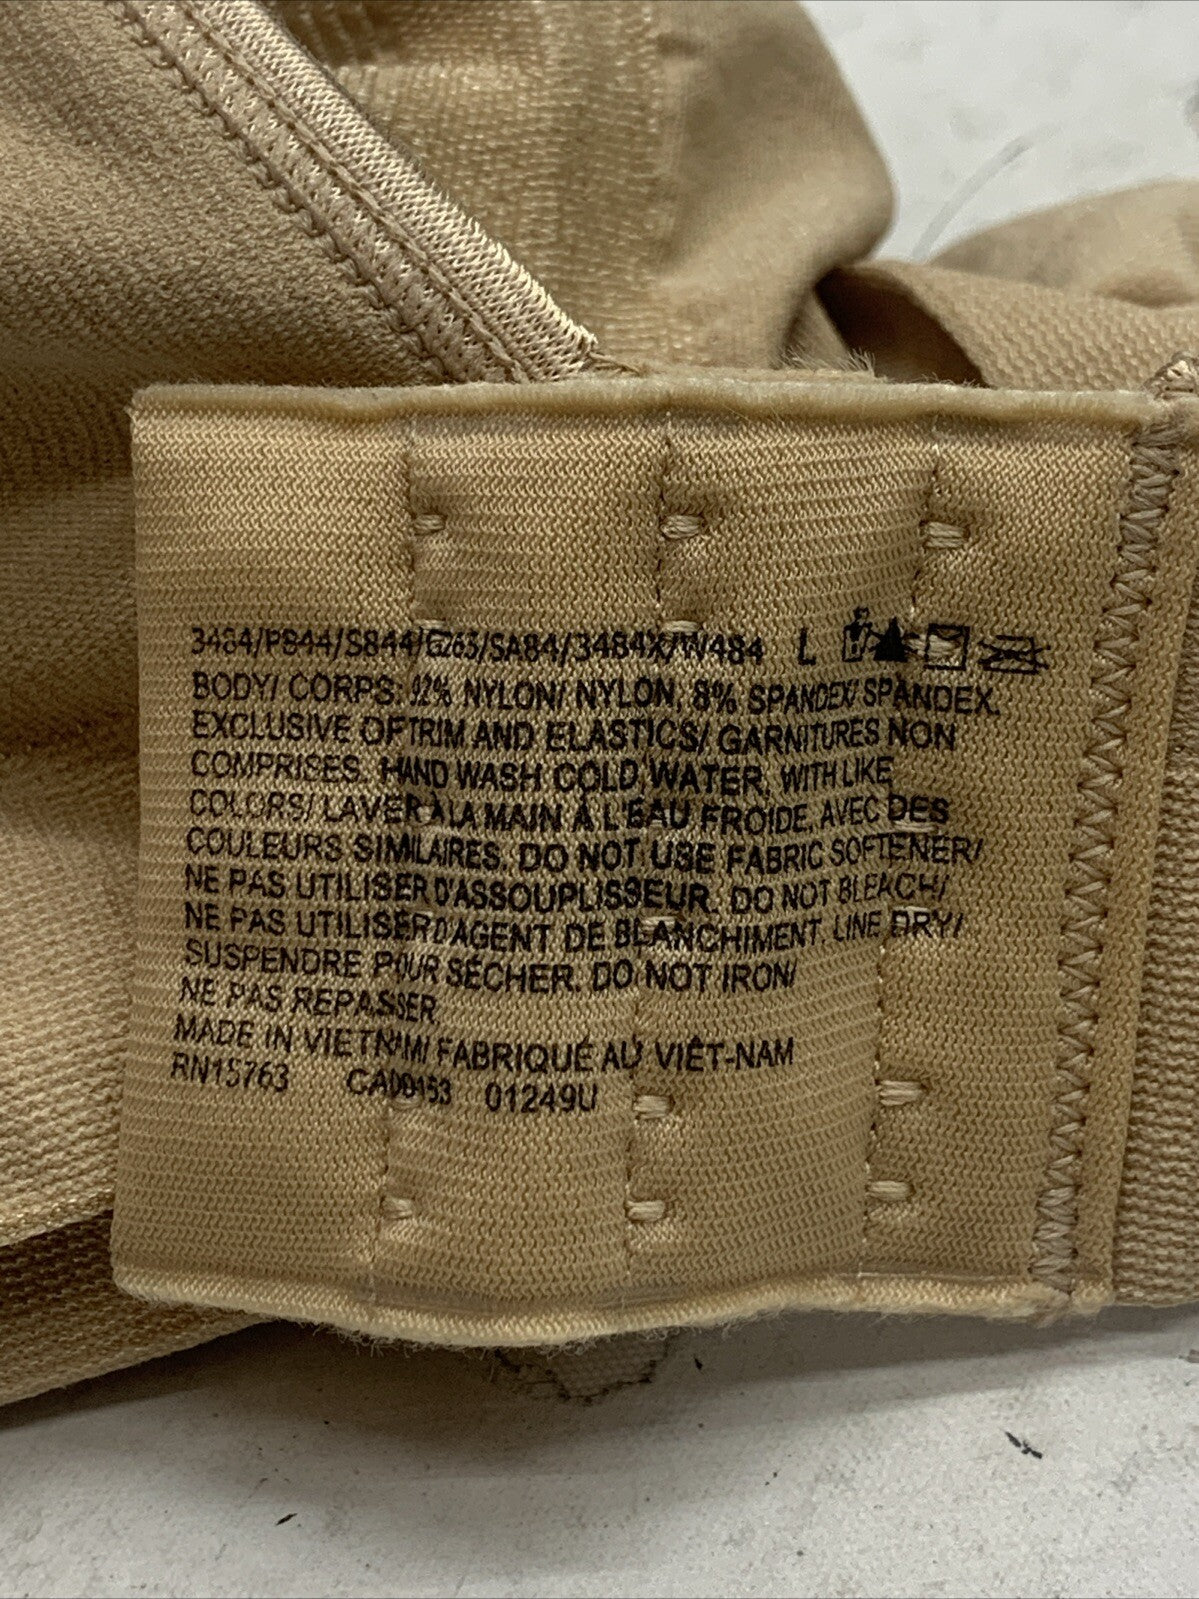 3484/P844/S844/G263/SA84/3484X/W484 L
BODY/ CORPS: 92% NYLON/ NYLON, 8% SPANDEX/ SPANDEX.
EXCLUSIVE OF TRIM AND ELASTICS/ GARNITURES NON
COMPRISES. HAND WASH COLD WATER, WITH LIKE
COLORS/ LAVER À LA MAIN À L'EAU FROIDE, AVEC DES
COULEURS SIMILAIRES. DO NOT USE FABRIC SOFTENER/
NE PAS UTILISER D'ASSOUPLISSEUR. DO NOT BLEACH/
NE PAS UTILISER D'AGENT DE BLANCHIMENT. LINE DRY/
SUSPENDRE POUR SÉCHER. DO NOT IRON/
NE PAS REPASSER.
MADE IN VIETNAM/ FABRIQUÉ AU VIÊT-NAM
RN15763 CA00153 01249U